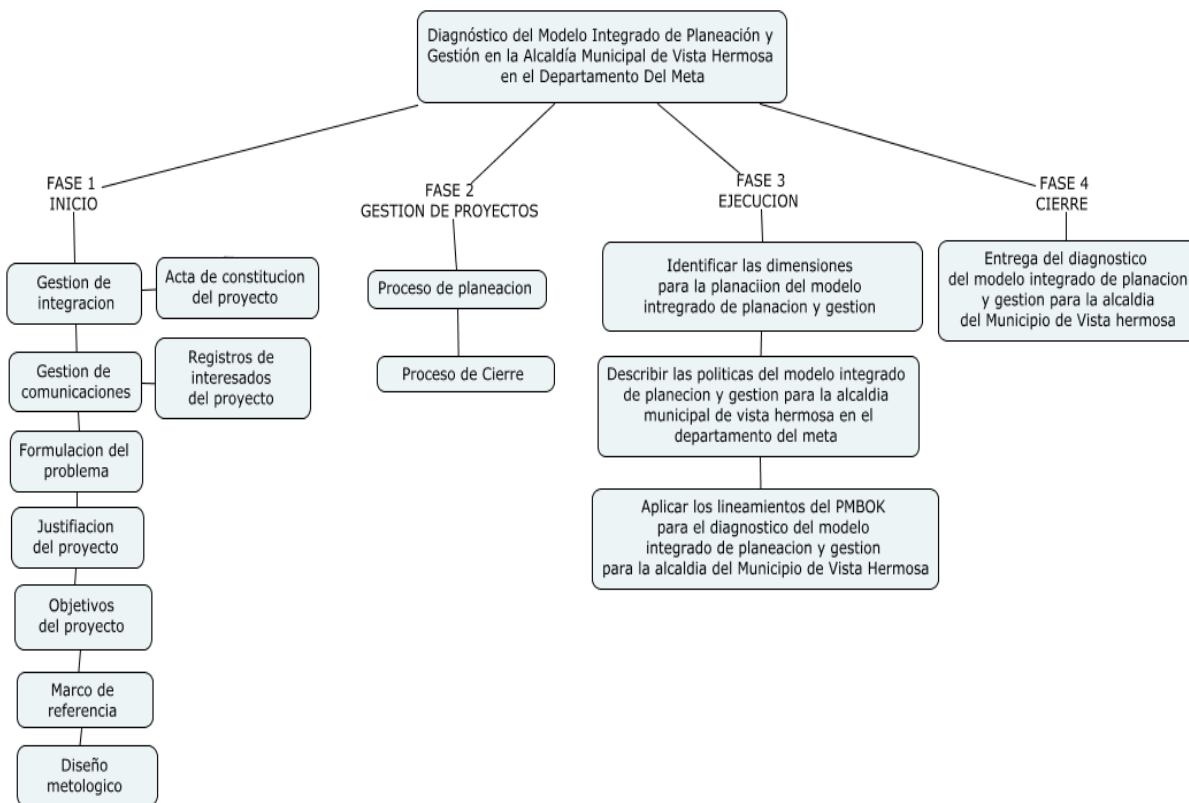 Diagnóstico del Modelo Integrado de Planeación y
Gestión en la Alcaldía Municipal de Vista Hermosa
en el Departamento Del Meta
FASE 1
INICIO
Gestion de
integracion
Acta de constitucion
del proyecto
Gestion de
comunicaciones
Registros de
interesados
del proyecto
Formulacion del
problema
Justifiacion
del proyecto
Objetivos
del proyecto
Marco de
referencia
Diseño
metologico
FASE 2
GESTION DE PROYECTOS
Proceso de planeacion
Proceso de Cierre
FASE 3
EJECUCION
Identificar las dimensiones
para la planaciion del modelo
intregrado de planacion y gestion
Describir las politicas del modelo integrado
de planecion y gestion para la alcaldia
municipal de vista hermosa en el
departamento del meta
Aplicar los lineamientos del PMBOK
para el diagnostico del modelo
integrado de planeacion y gestion
para la alcaldia del Municipio de Vista Hermosa
FASE 4
CIERRE
Entrega del diagnostico
del modelo integrado de planacion
y gestion para la alcaldia
del Municipio de Vista hermosa